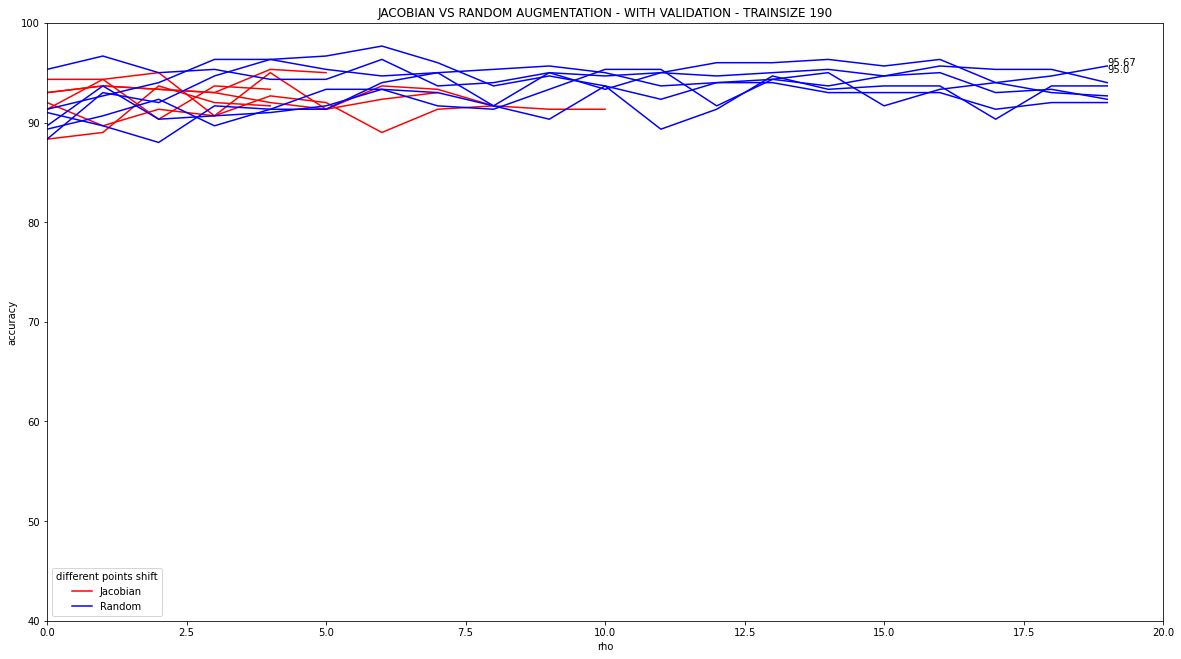 JACOBIAN VS RANDOM AUGMENTATION - WITH VALIDATION - TRAINSIZE 190
100
90
80
70
60
50
40
accuracy
95.67
95.0
different points shift
Jacobian
Random
0.0 2.5 5.0 7.5 10.0 12.5 15.0 17.5 20.0
rho